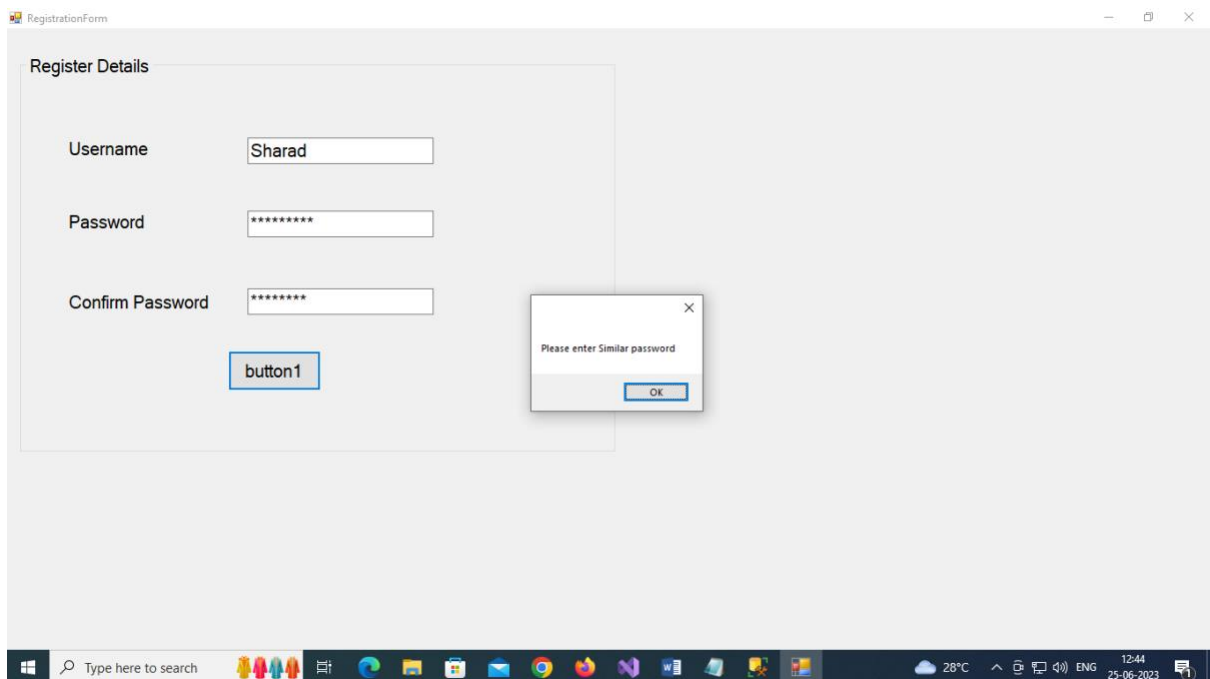 RegistrationForm
Register Details
Username
Sharad
Password
*********
Confirm Password
********
Please enter Similar password
OK
button1
Type here to search
28°C
ENG
12:44
25-06-2023
1